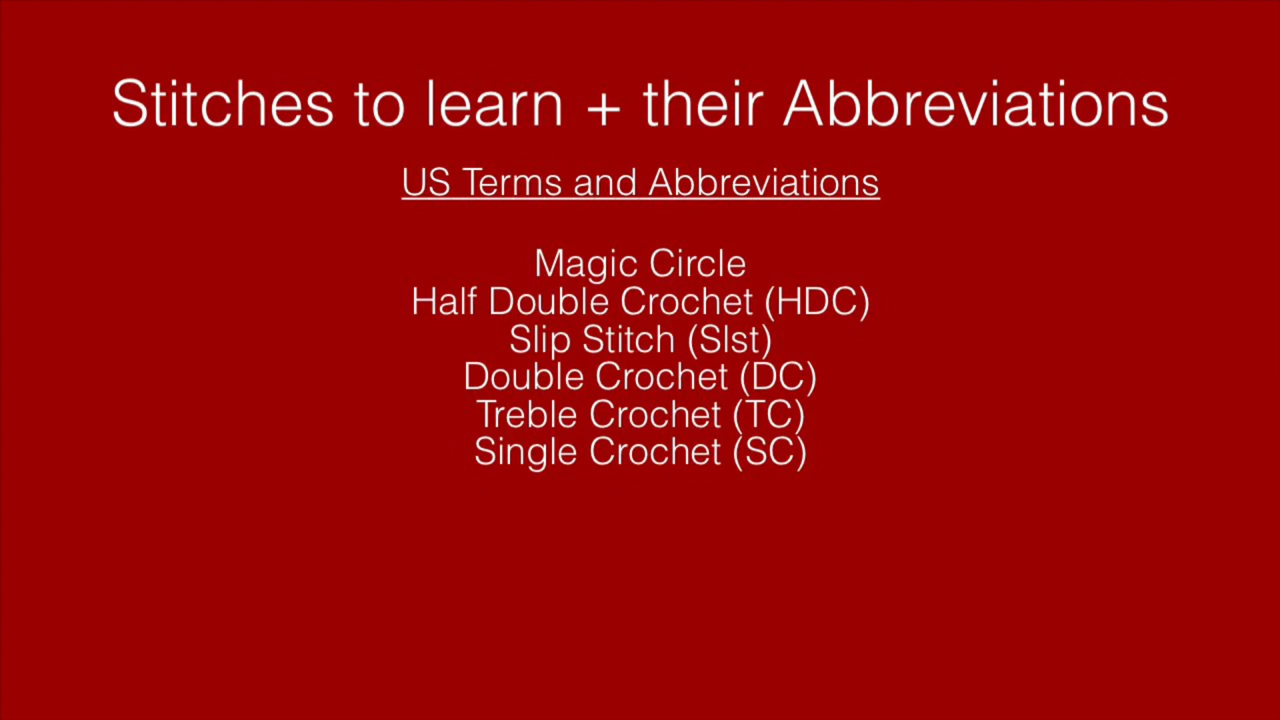 Stitches to learn + their Abbreviations
US Terms and Abbreviations
Magic Circle
Half Double Crochet (HDC)
Slip Stitch (Slst)
Double Crochet (DC)
Treble Crochet (TC)
Single Crochet (SC)